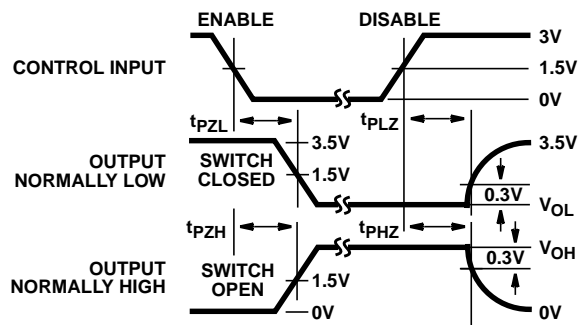 ENABLE DISABLE
3V
CONTROL INPUT 1.5V
0V
tPZL tPLZ
3.5V 3.5V
OUTPUT NORMALLY LOW
SWITCH CLOSED
1.5V
0.3V
VOL
tPZH tPHZ
VOH
0.3V
OUTPUT NORMALLY HIGH
SWITCH OPEN
1.5V
0V 0V